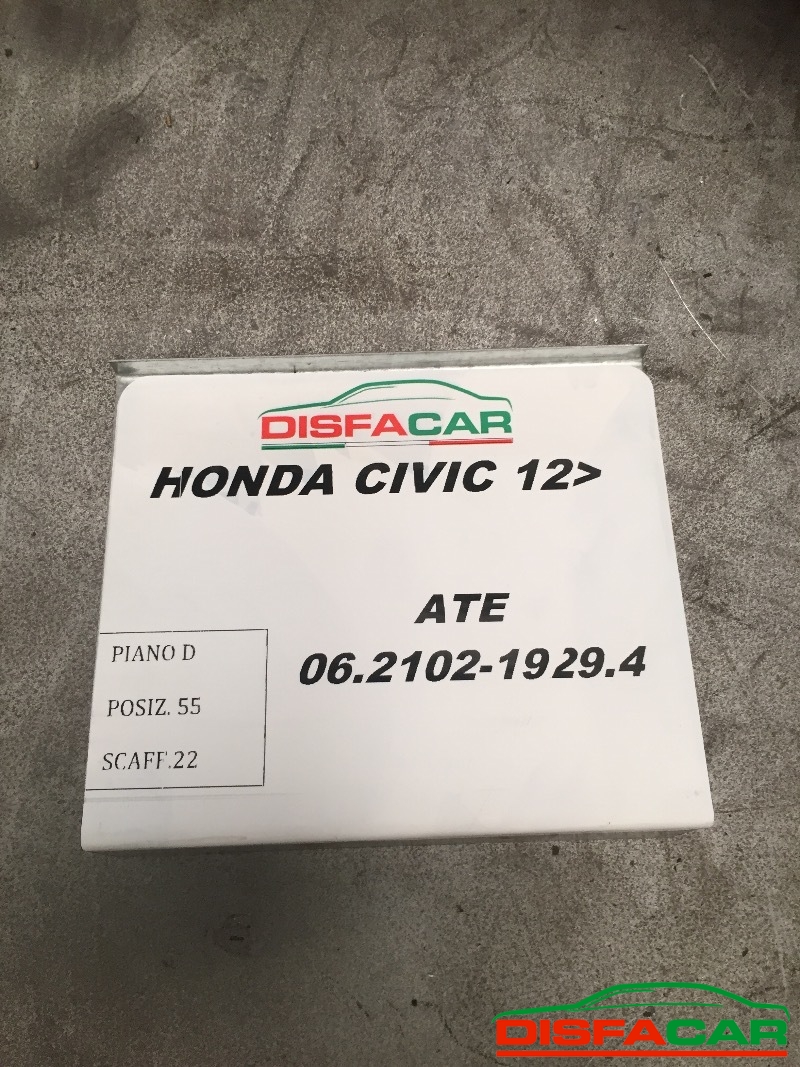 DISFACAR
HONDA CIVIC 12>
ATE
06.2102-1929.4
PIANO D
POSIZ. 55
SCAFF.22
DISFACAR